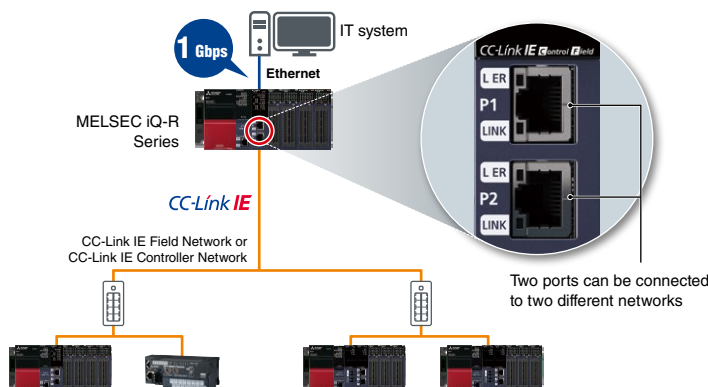 1 Gbps
IT system
Ethernet
MELSEC iQ-R
Series
CC-Link IE
CC-Link IE Field Network or
CC-Link IE Controller Network
CC-Link IE Control Field
L ER
P1
LINK
L ER
P2
LINK
Two ports can be connected
to two different networks